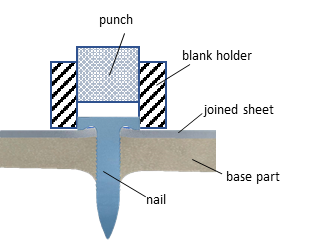 punch
blank holder
joined sheet
base part
nail